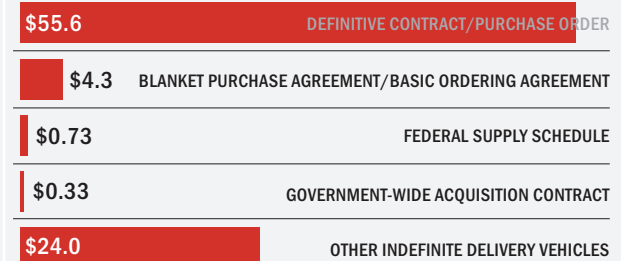 $55.6 DEFINITIVE CONTRACT/PURCHASE ORDER
$4.3 BLANKET PURCHASE AGREEMENT/BASIC ORDERING AGREEMENT
$0.73 FEDERAL SUPPLY SCHEDULE
$0.33 GOVERNMENT-WIDE ACQUISITION CONTRACT
$24.0 OTHER INDEFINITE DELIVERY VEHICLES